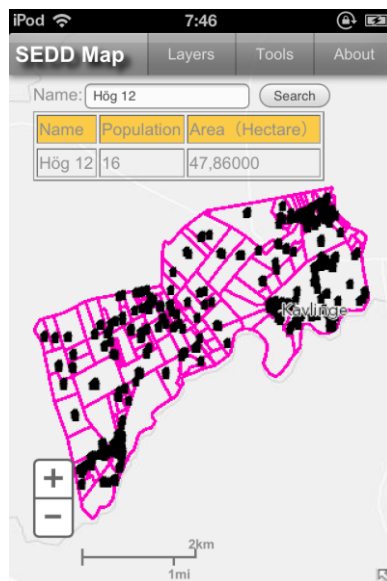 iPod 7:46
SEDD Map Layers Tools About
Name: Hög 12 Search
Name Population Area（Hectare）
Hög 12 16 47,86000
Kävlinge
+
−
2km
1mi